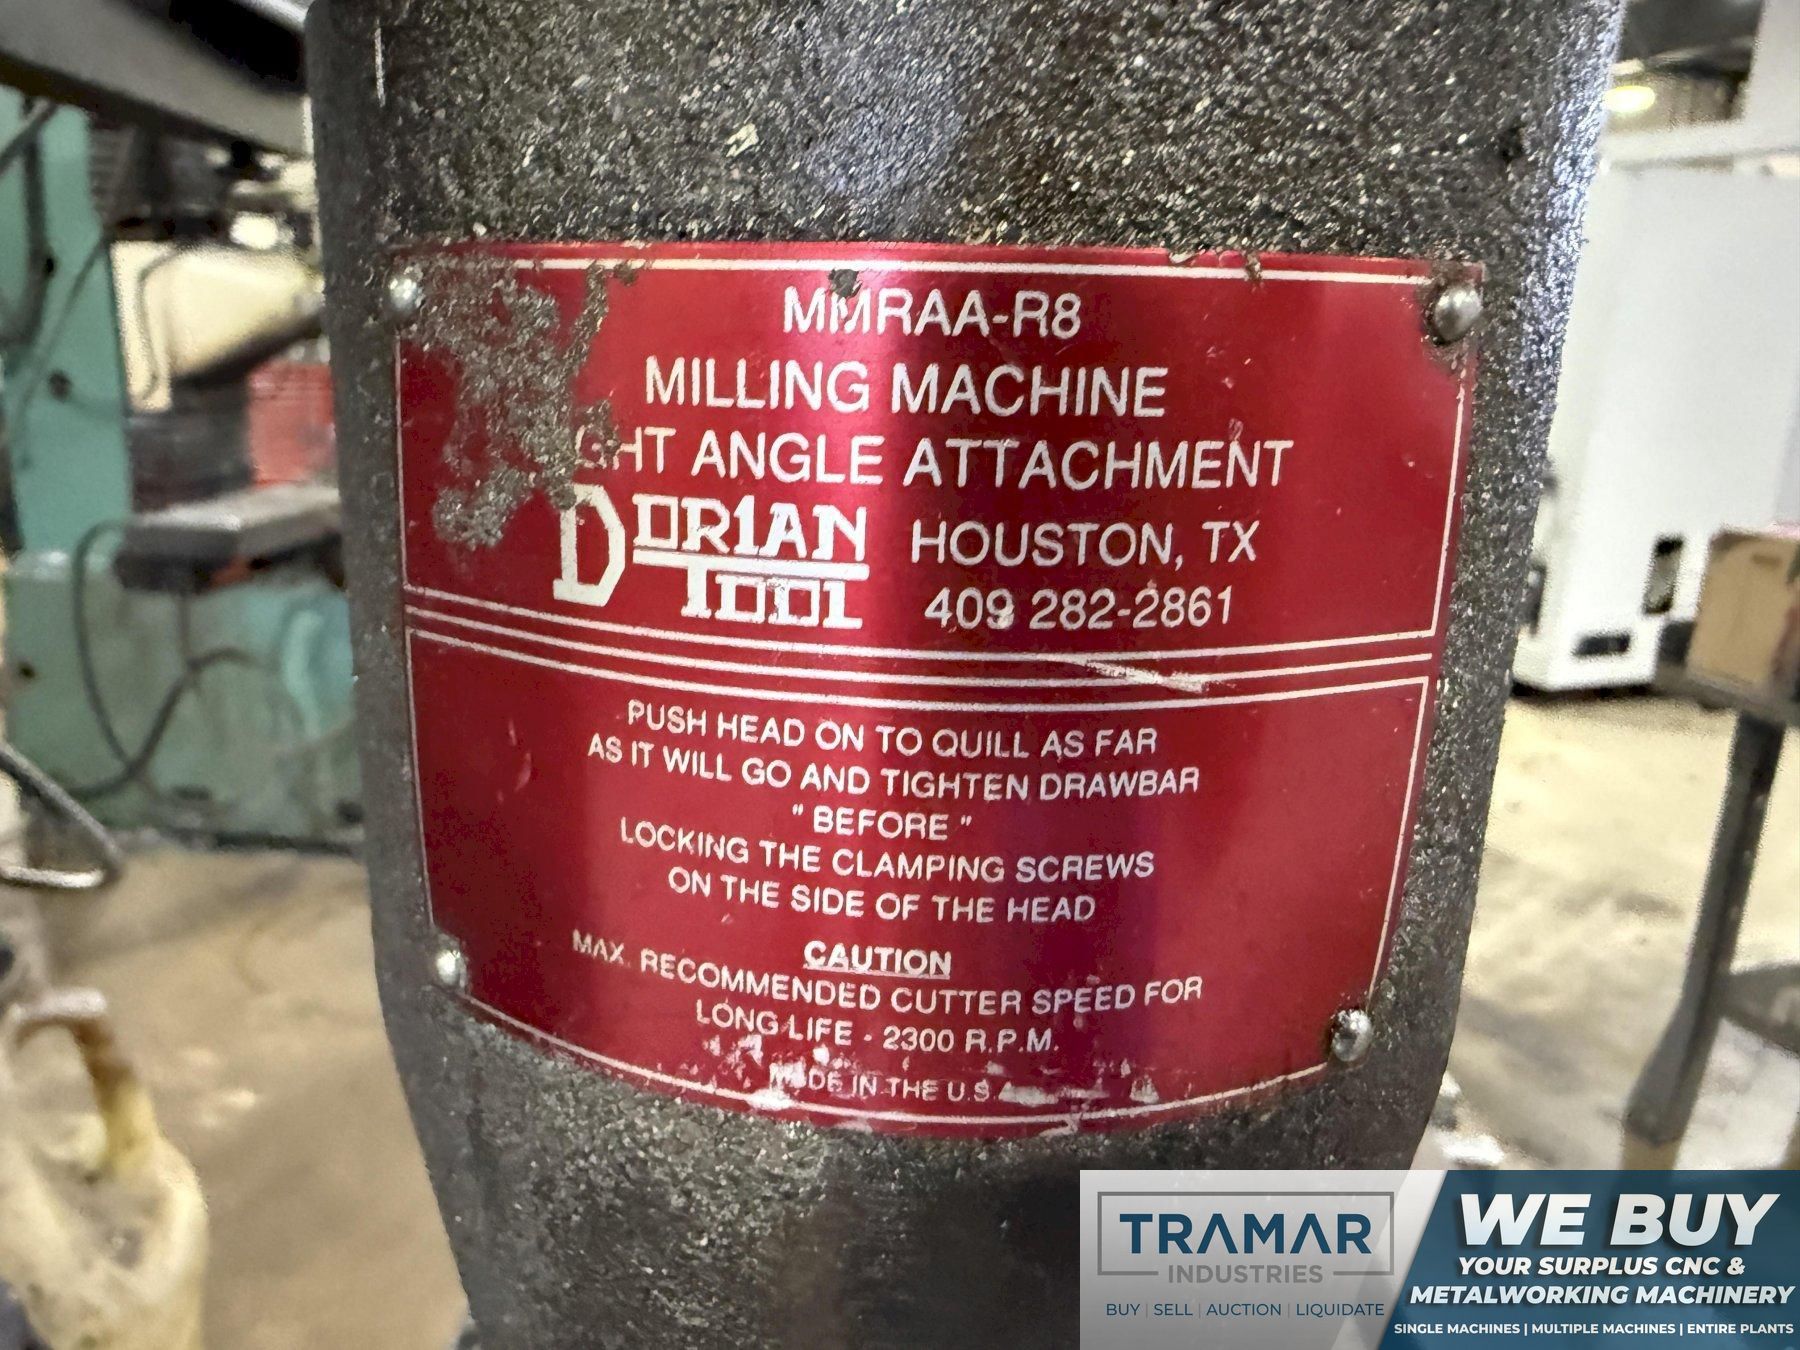 MMRAA-R8
MILLING MACHINE
GHT ANGLE ATTACHMENT
DORIAN TOOL
HOUSTON, TX
409 282-2861
PUSH HEAD ON TO QUILL AS FAR
AS IT WILL GO AND TIGHTEN DRAWBAR
" BEFORE "
LOCKING THE CLAMPING SCREWS
ON THE SIDE OF THE HEAD
CAUTION
MAX. RECOMMENDED CUTTER SPEED FOR
LONG LIFE - 2300 R.P.M.
MADE IN THE U.S.A.
TRAMAR
INDUSTRIES
BUY | SELL | AUCTION | LIQUIDATE
WE BUY
YOUR SURPLUS CNC &
METALWORKING MACHINERY
SINGLE MACHINES | MULTIPLE MACHINES | ENTIRE PLANTS